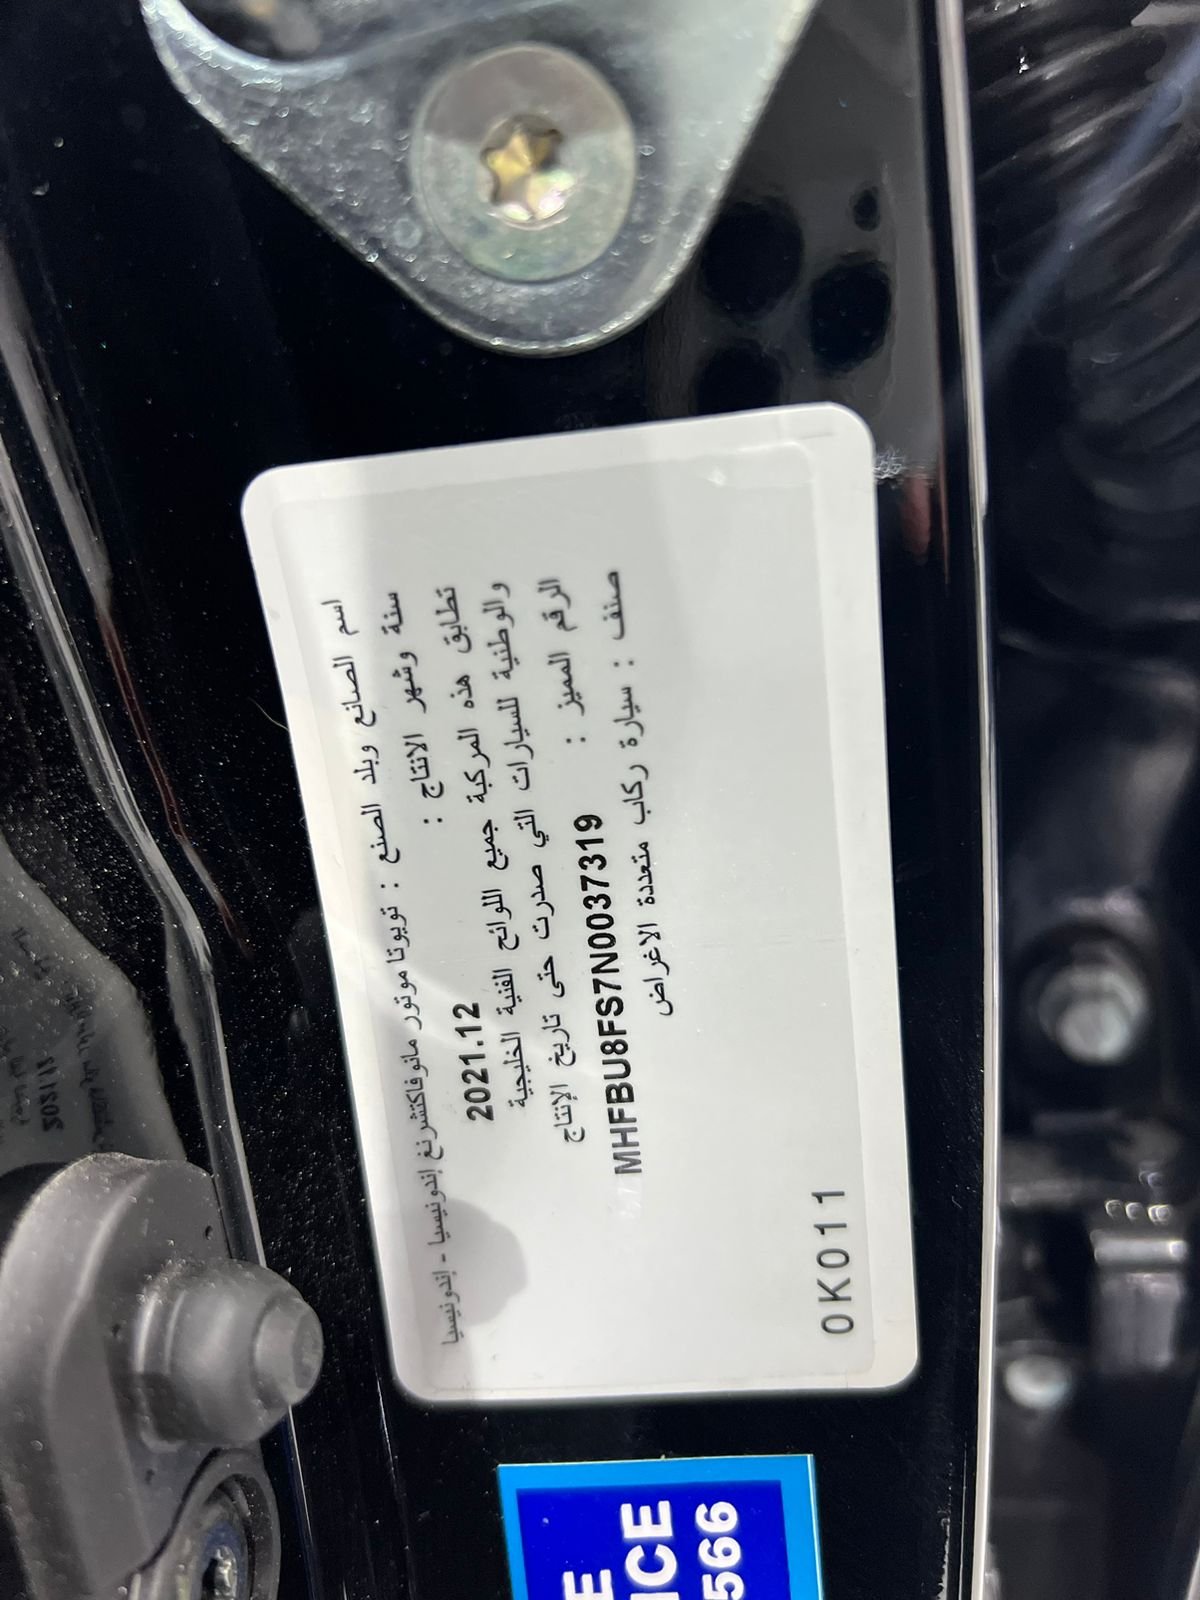 اسم الصانع وبلد الصنع : تويوتا موتور مانوفاكتشرنغ إندونيسيا - إندونيسيا
سنة وشهر الانتاج : 2021.12
تطابق هذه المركبة جميع اللوائح الفنية الخليجية
والوطنية للسيارات التي صدرت حتى تاريخ الإنتاج
الرقم المميز : MHFBU8FS7N0037319
صنف : سيارة ركاب متعددة الاغراض
0K011
ICE
566